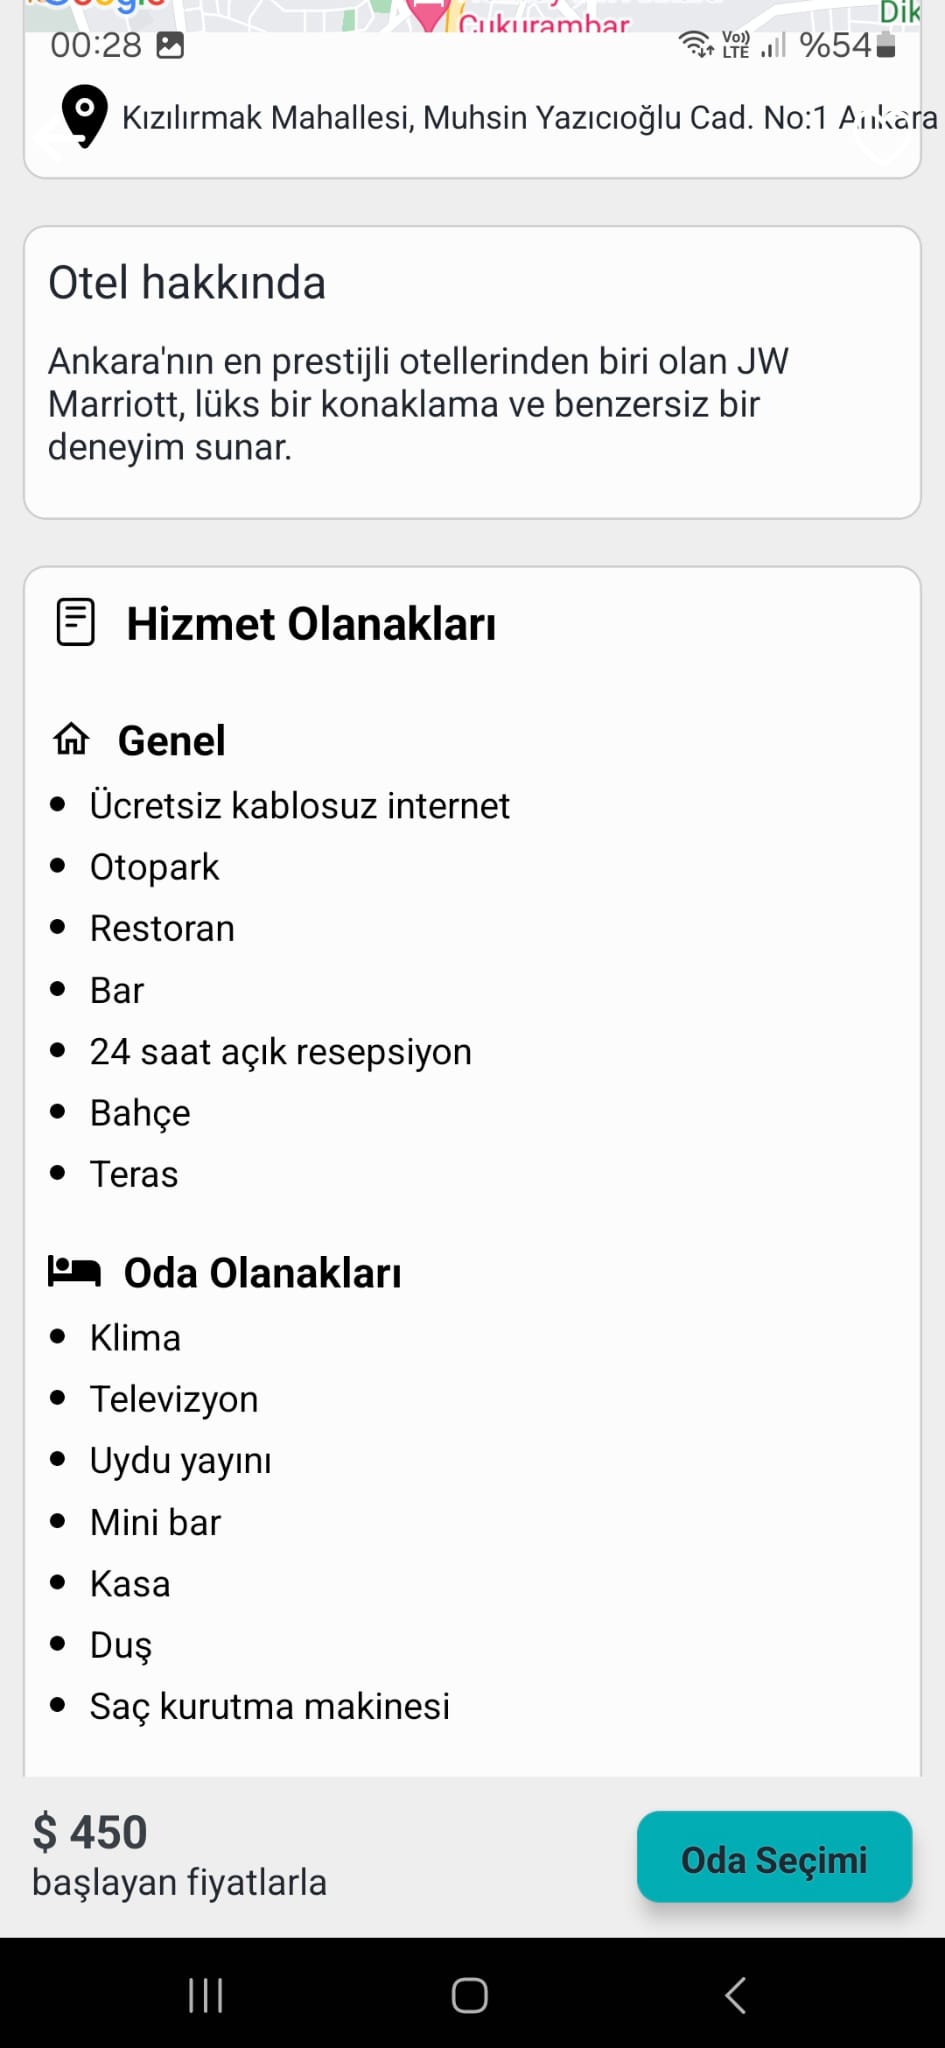 Google
Çukurambar
Dik
00:28
Vo))
LTE
%54
Kızılırmak Mahallesi, Muhsin Yazıcıoğlu Cad. No:1 Ankara
Otel hakkında
Ankara'nın en prestijli otellerinden biri olan JW
Marriott, lüks bir konaklama ve benzersiz bir
deneyim sunar.
Hizmet Olanakları
Genel
• Ücretsiz kablosuz internet
• Otopark
• Restoran
• Bar
• 24 saat açık resepsiyon
• Bahçe
• Teras
Oda Olanakları
• Klima
• Televizyon
• Uydu yayını
• Mini bar
• Kasa
• Duş
• Saç kurutma makinesi
$ 450
başlayan fiyatlarla
Oda Seçimi